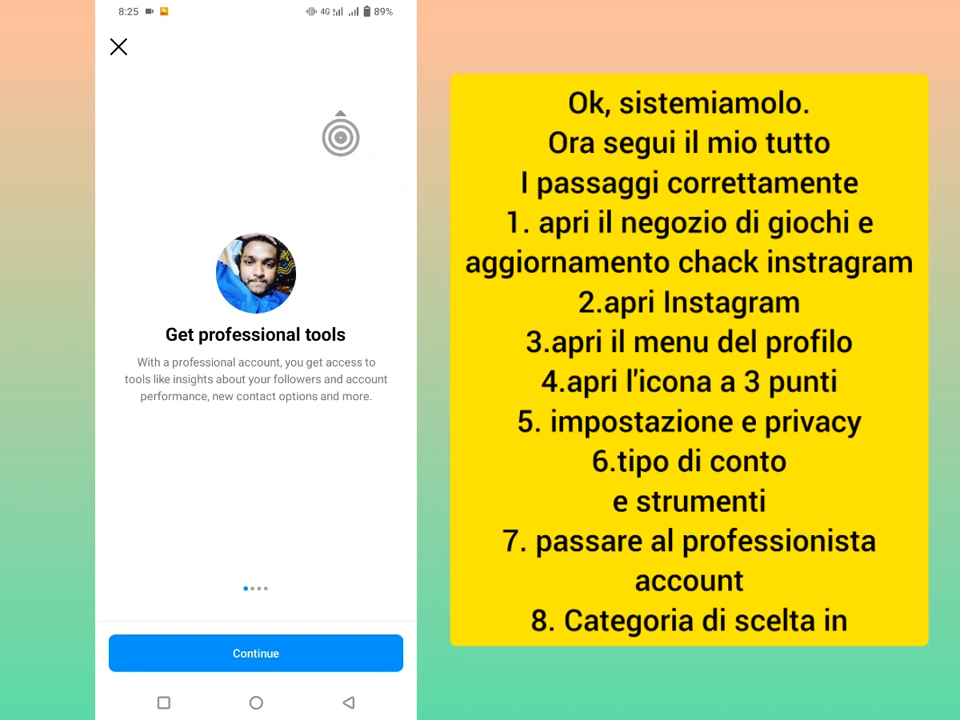 8:25
4G
89%
Get professional tools
With a professional account, you get access to
tools like insights about your followers and account
performance, new contact options and more.
Continue
Ok, sistemiamolo.
Ora segui il mio tutto
I passaggi correttamente
1. apri il negozio di giochi e
aggiornamento chack instragram
2.apri Instagram
3.apri il menu del profilo
4.apri l'icona a 3 punti
5. impostazione e privacy
6.tipo di conto
e strumenti
7. passare al professionista
account
8. Categoria di scelta in